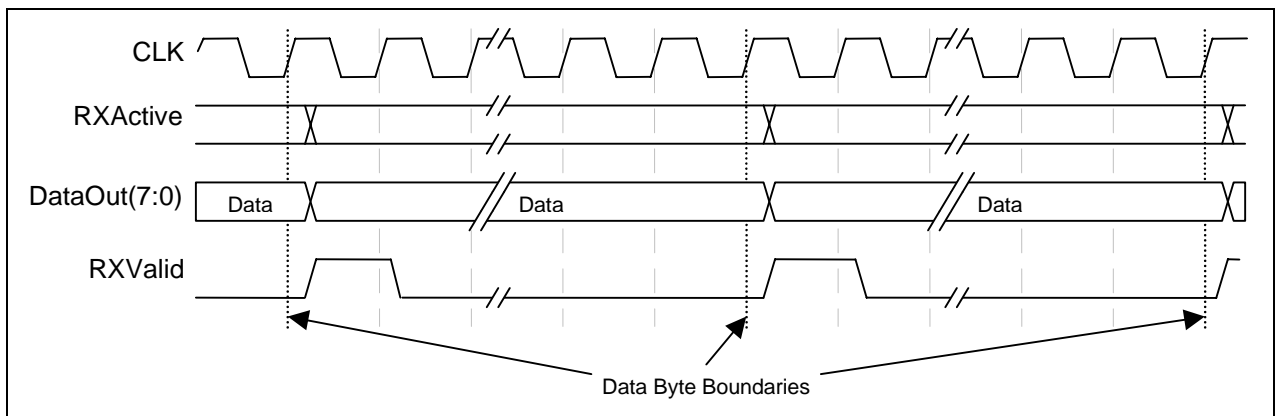 CLK
RXActive
DataOut(7:0)
Data
Data
Data
RXValid
Data Byte Boundaries